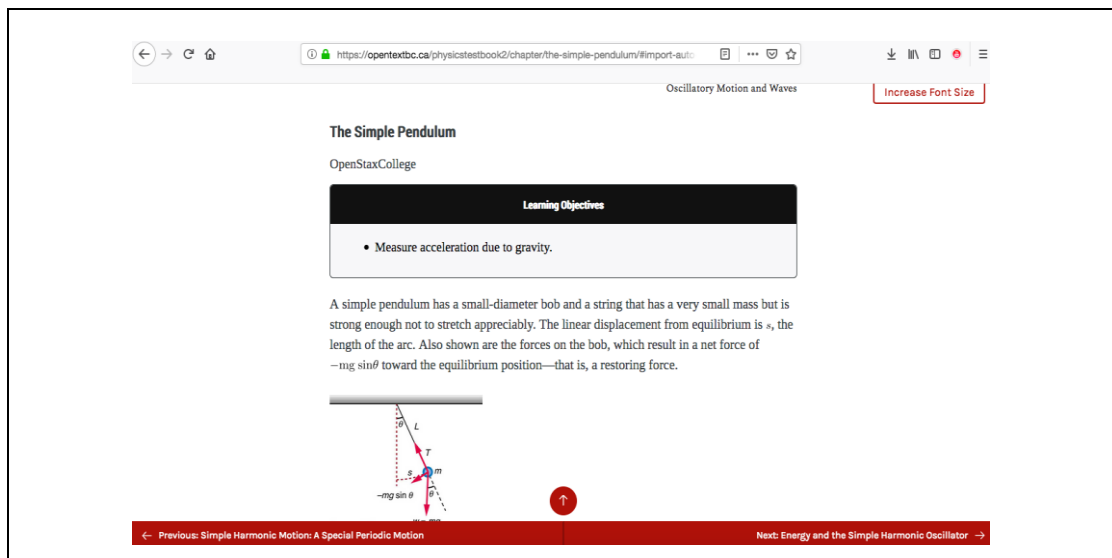 https://opentextbc.ca/physicstestbook2/chapter/the-simple-pendulum/#import-auto
Oscillatory Motion and Waves
Increase Font Size
The Simple Pendulum
OpenStaxCollege
Learning Objectives
• Measure acceleration due to gravity.
A simple pendulum has a small-diameter bob and a string that has a very small mass but is
strong enough not to stretch appreciably. The linear displacement from equilibrium is s, the
length of the arc. Also shown are the forces on the bob, which result in a net force of
−mg sinθ toward the equilibrium position—that is, a restoring force.
θ
L
T
s
m
−mg sin θ
θ
← Previous: Simple Harmonic Motion: A Special Periodic Motion
Next: Energy and the Simple Harmonic Oscillator →